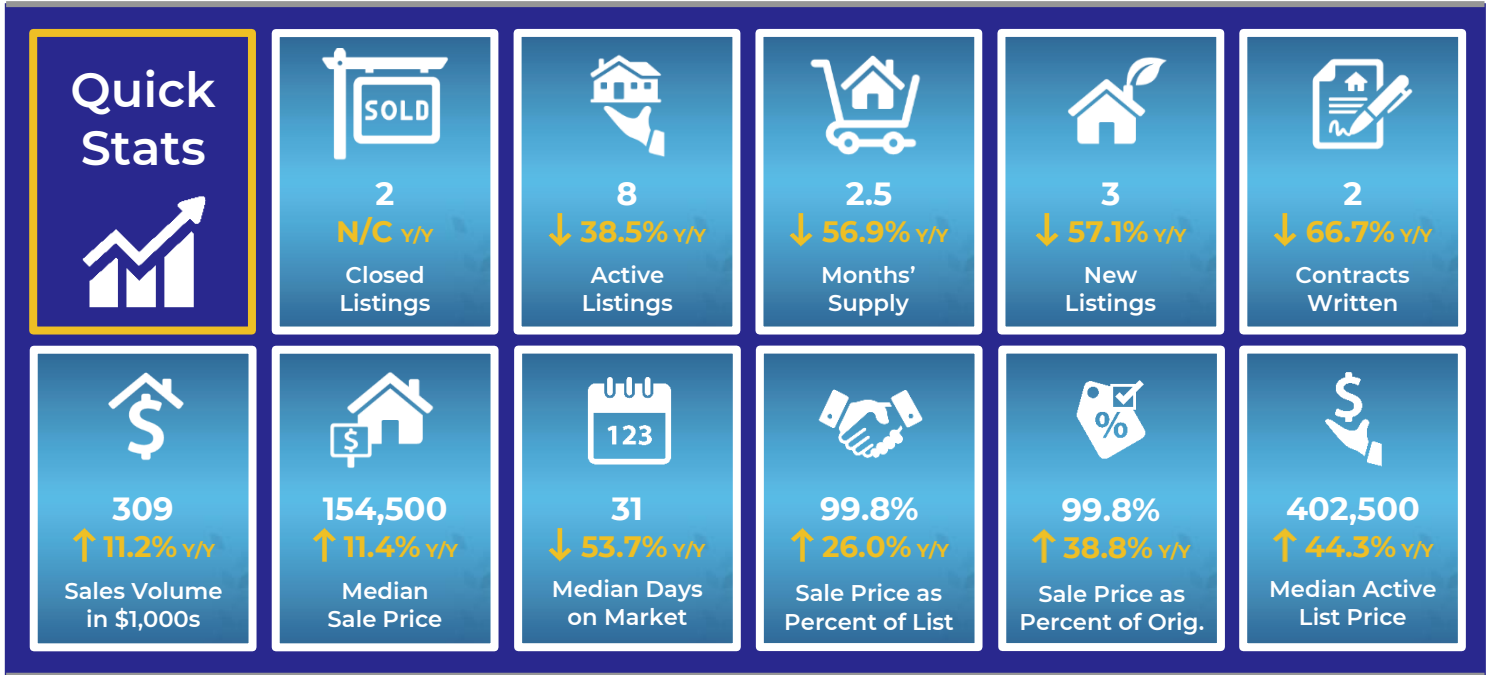 Quick
Stats
SOLD
2
N/C Y/Y
Closed
Listings
8
↓ 38.5% Y/Y
Active
Listings
2.5
↓ 56.9% Y/Y
Months’
Supply
3
↓ 57.1% Y/Y
New
Listings
2
↓ 66.7% Y/Y
Contracts
Written
$
309
↑ 11.2% Y/Y
Sales Volume
in $1,000s
$
154,500
↑ 11.4% Y/Y
Median
Sale Price
123
31
↓ 53.7% Y/Y
Median Days
on Market
99.8%
↑ 26.0% Y/Y
Sale Price as
Percent of List
%
99.8%
↑ 38.8% Y/Y
Sale Price as
Percent of Orig.
$
402,500
↑ 44.3% Y/Y
Median Active
List Price